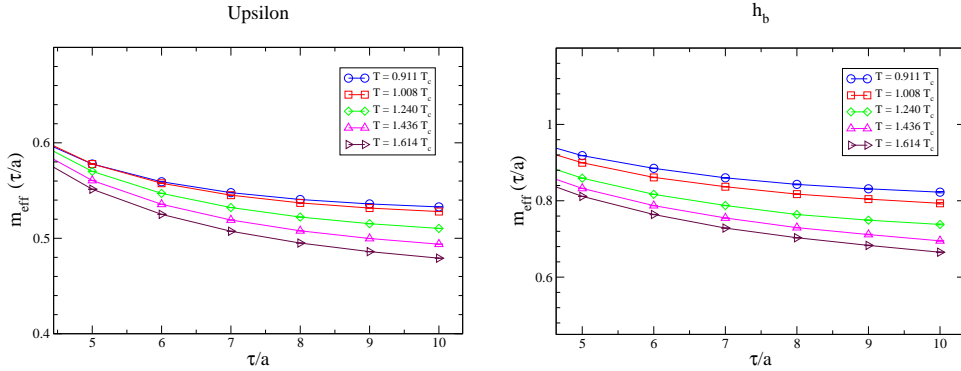 Upsilon
m_eff (τ/a)
0.6
0.5
0.4
5 6 7 8 9 10
τ/a
T = 0.911 T_c
T = 1.008 T_c
T = 1.240 T_c
T = 1.436 T_c
T = 1.614 T_c
h_b
m_eff (τ/a)
1
0.8
0.6
5 6 7 8 9 10
τ/a
T = 0.911 T_c
T = 1.008 T_c
T = 1.240 T_c
T = 1.436 T_c
T = 1.614 T_c